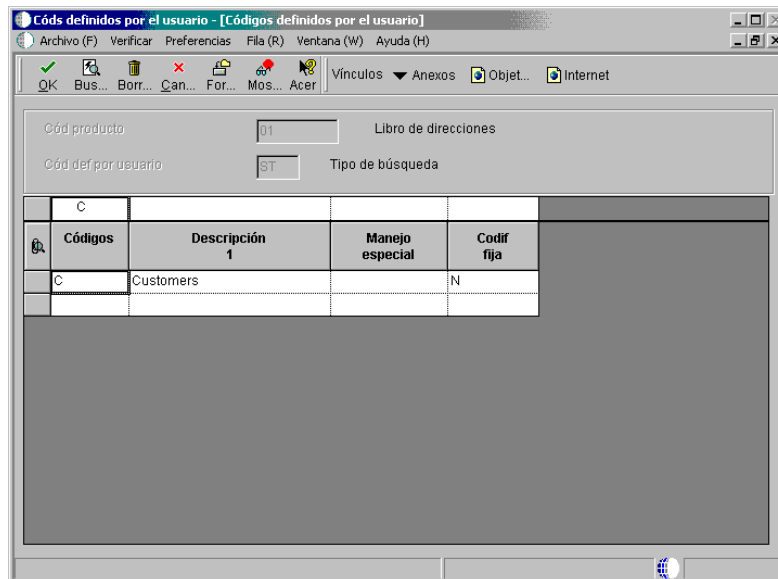 Códs definidos por el usuario - [Códigos definidos por el usuario]
Archivo (F) Verificar Preferencias Fila (R) Ventana (W) Ayuda (H)
OK Bus... Borr... Can... For... Mos... Acer Vínculos Anexos Objet... Internet
Cód producto 01 Libro de direcciones
Cód def por usuario ST Tipo de búsqueda
C
Códigos Descripción 1 Manejo especial Codif fija
C Customers N